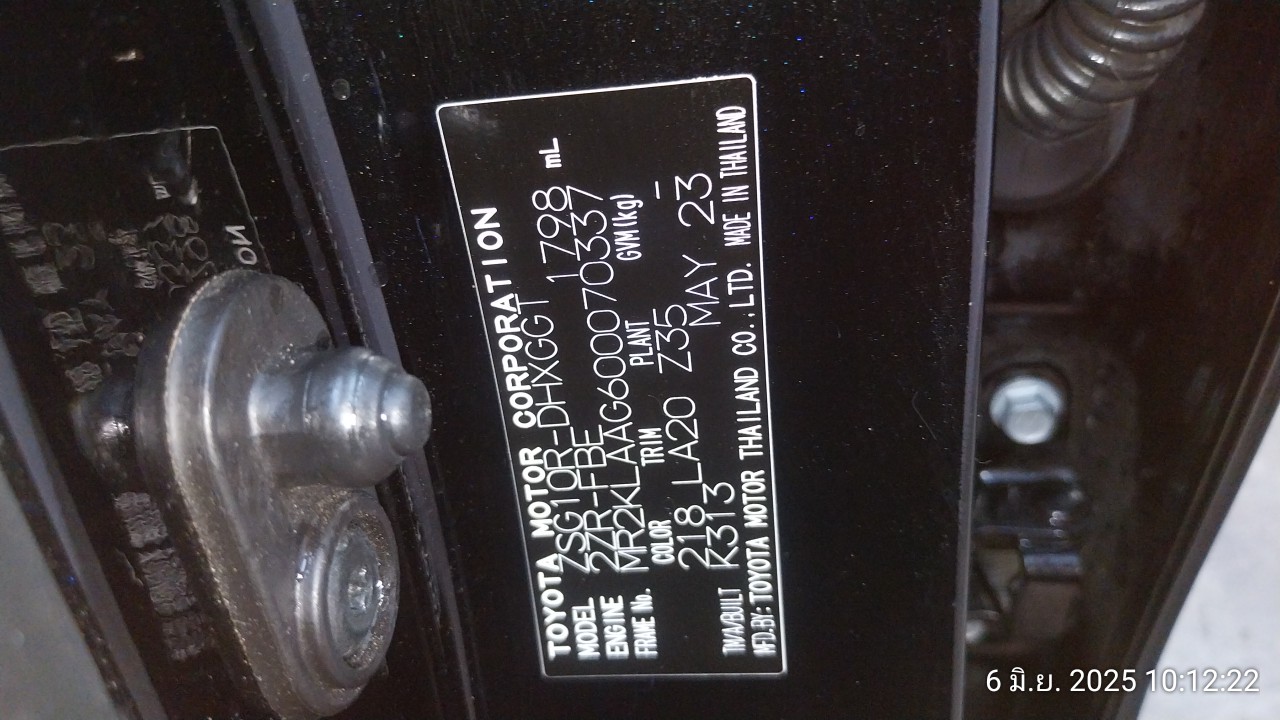 TOYOTA MOTOR CORPORATION
MODEL ZSG10R-DHXGGT 1798 mL
ENGINE 2ZR-FBE
FRAME No. MR2KLAAG600070337
COLOR TRIM PLANT GVM(kg)
218 LA20 Z35 —
TM/A/BUILT K313 MAY 23
MFD.BY:TOYOTA MOTOR THAILAND CO.,LTD. MADE IN THAILAND
6 มิ.ย. 2025 10:12:22